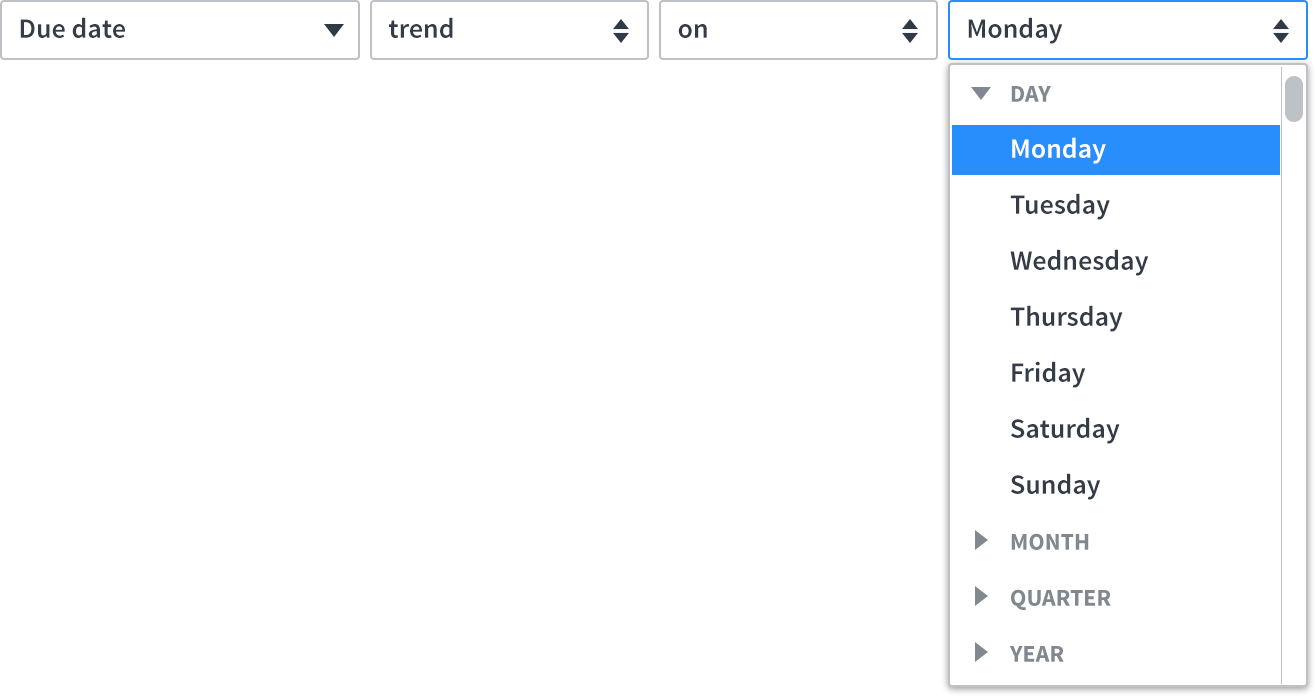 Due date trend on Monday
DAY
Monday
Tuesday
Wednesday
Thursday
Friday
Saturday
Sunday
MONTH
QUARTER
YEAR